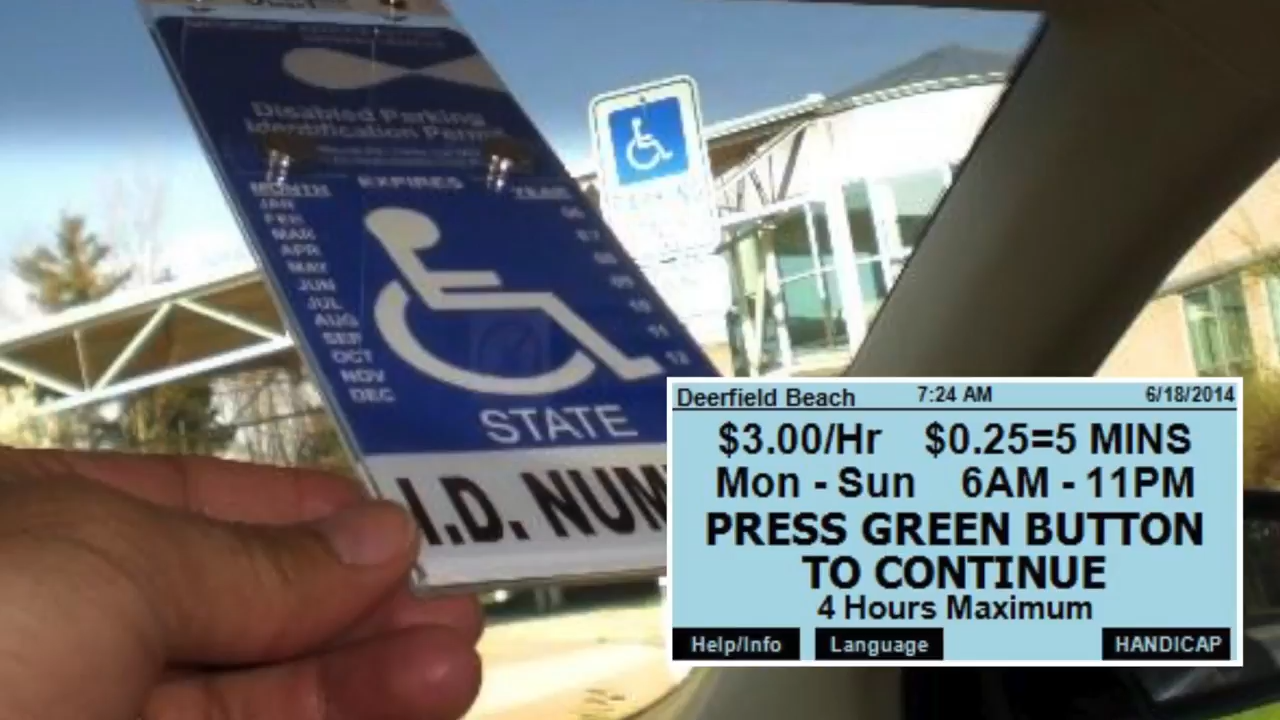 Disabled Parking
Identification Permit
MONTH EXPIRES YEAR
JAN 06
FEB 07
MAR 08
APR 09
MAY 10
JUN 11
JUL 12
AUG
SEP
OCT
NOV
DEC
STATE
I.D. NUM
Deerfield Beach 7:24 AM 6/18/2014
$3.00/Hr $0.25=5 MINS
Mon - Sun 6AM - 11PM
PRESS GREEN BUTTON
TO CONTINUE
4 Hours Maximum
Help/Info Language HANDICAP